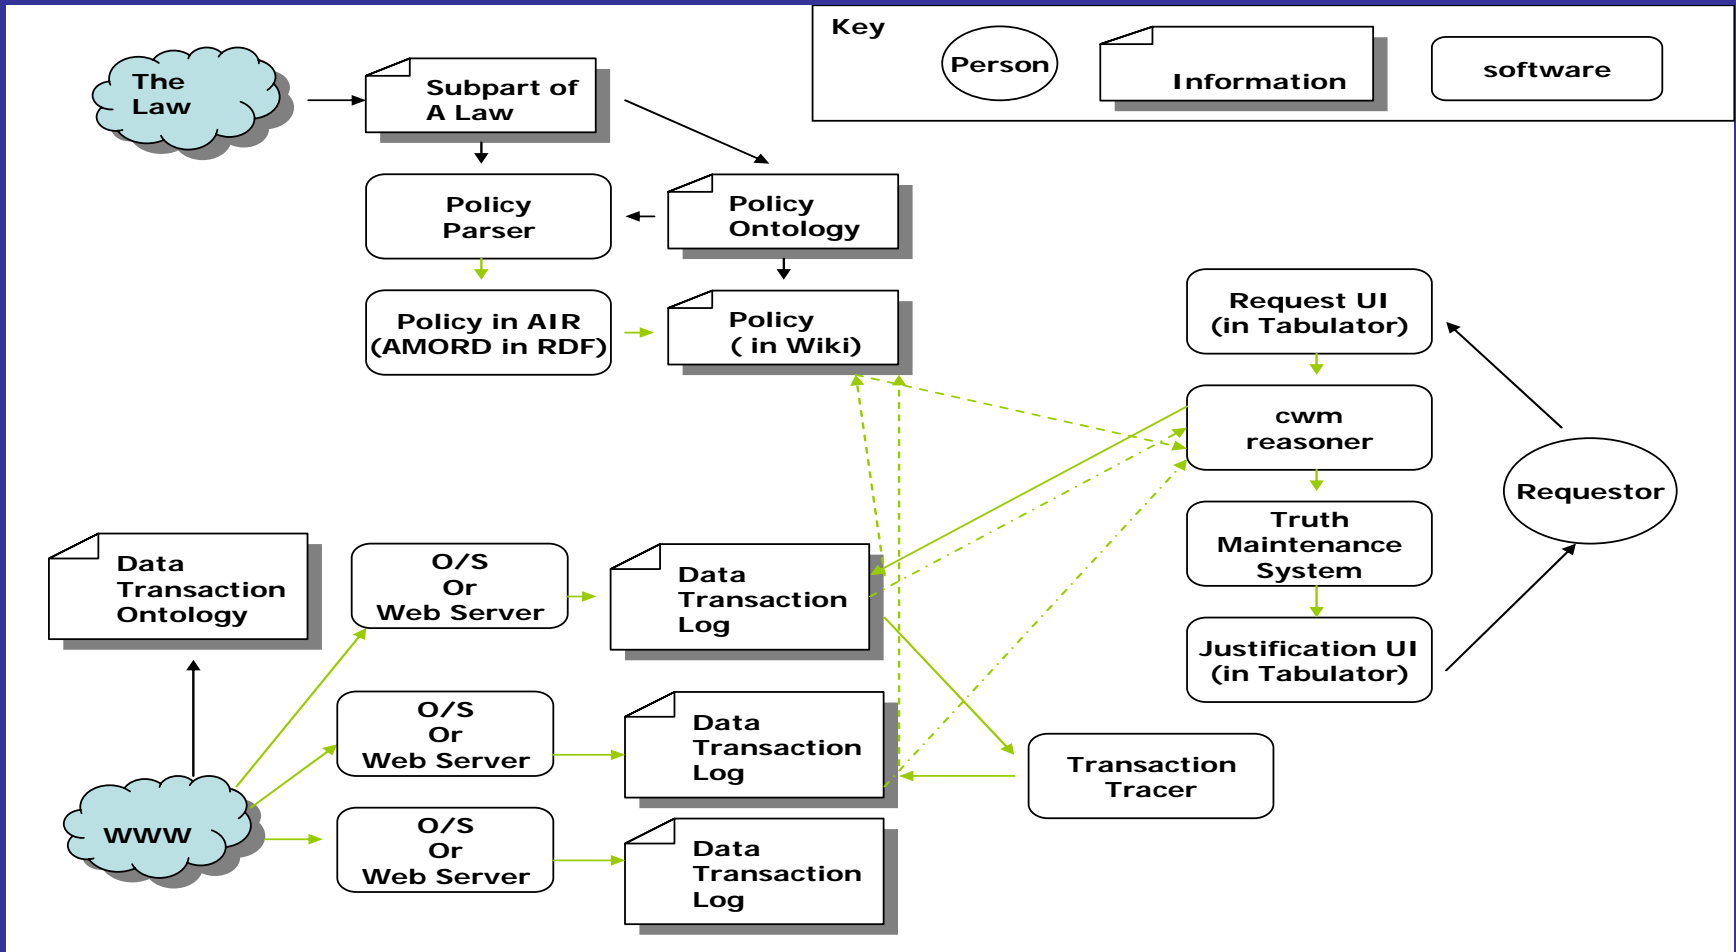 Key
Person
Information
software
The
Law
Subpart of
A Law
Policy
Parser
Policy
Ontology
Policy in AIR
(AMORD in RDF)
Policy
( in Wiki)
Request UI
(in Tabulator)
cwm
reasoner
Requestor
Truth
Maintenance
System
Justification UI
(in Tabulator)
Data
Transaction
Ontology
O/S
Or
Web Server
Data
Transaction
Log
O/S
Or
Web Server
Data
Transaction
Log
Transaction
Tracer
WWW
O/S
Or
Web Server
Data
Transaction
Log